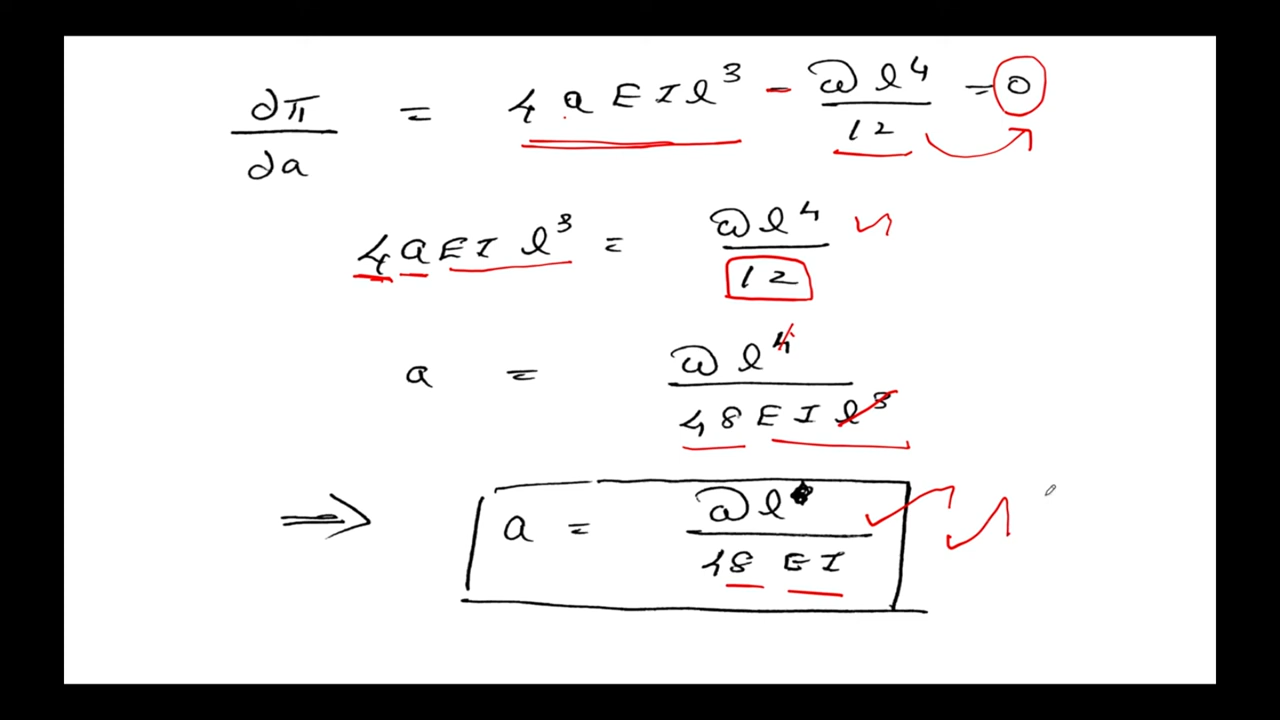 ∂π/∂a = 4aEIl³ - ωl⁴/12 = 0
4aEIl³ = ωl⁴/12
a = ωl⁴/48EIl³
⇒ a = ωl/48EI